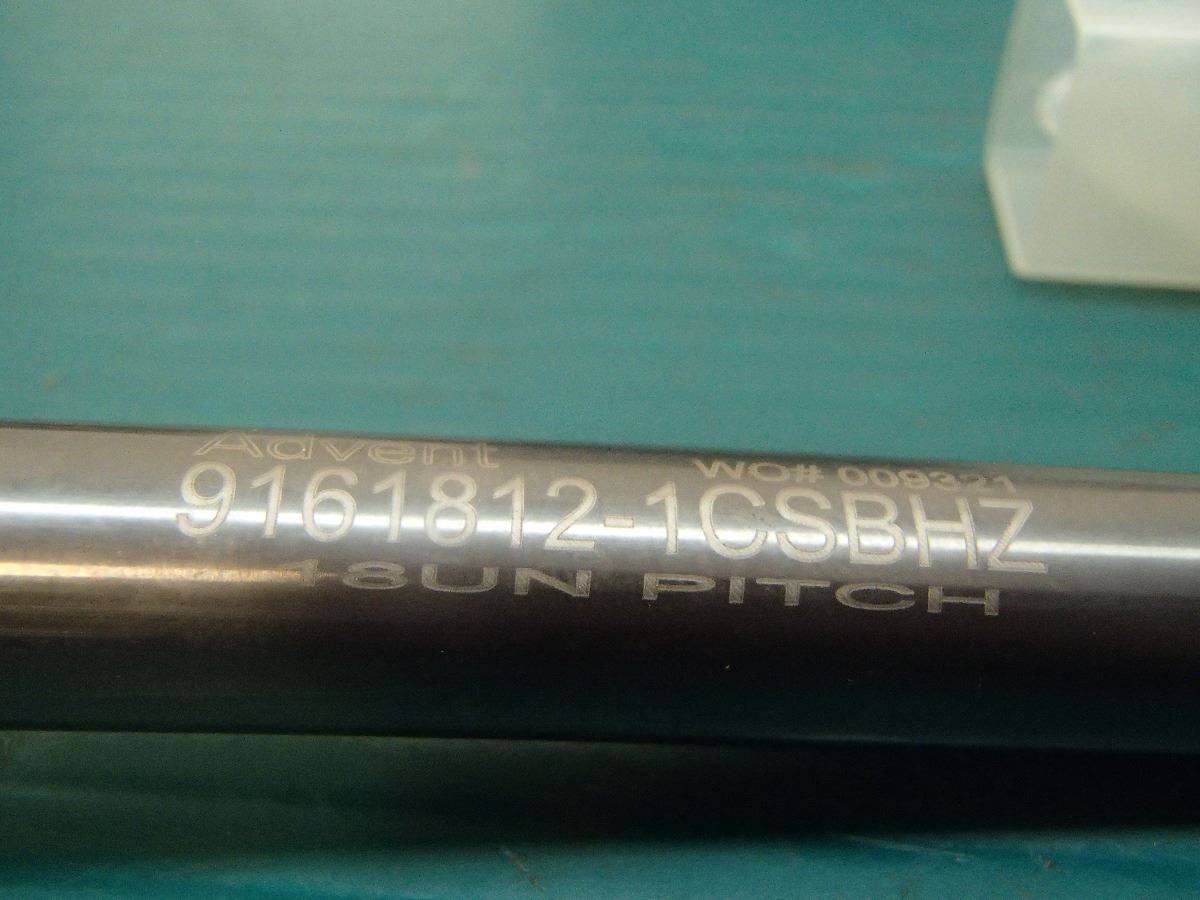 Advent
WO# 009321
9161812-1CSBHZ
18UN PITCH